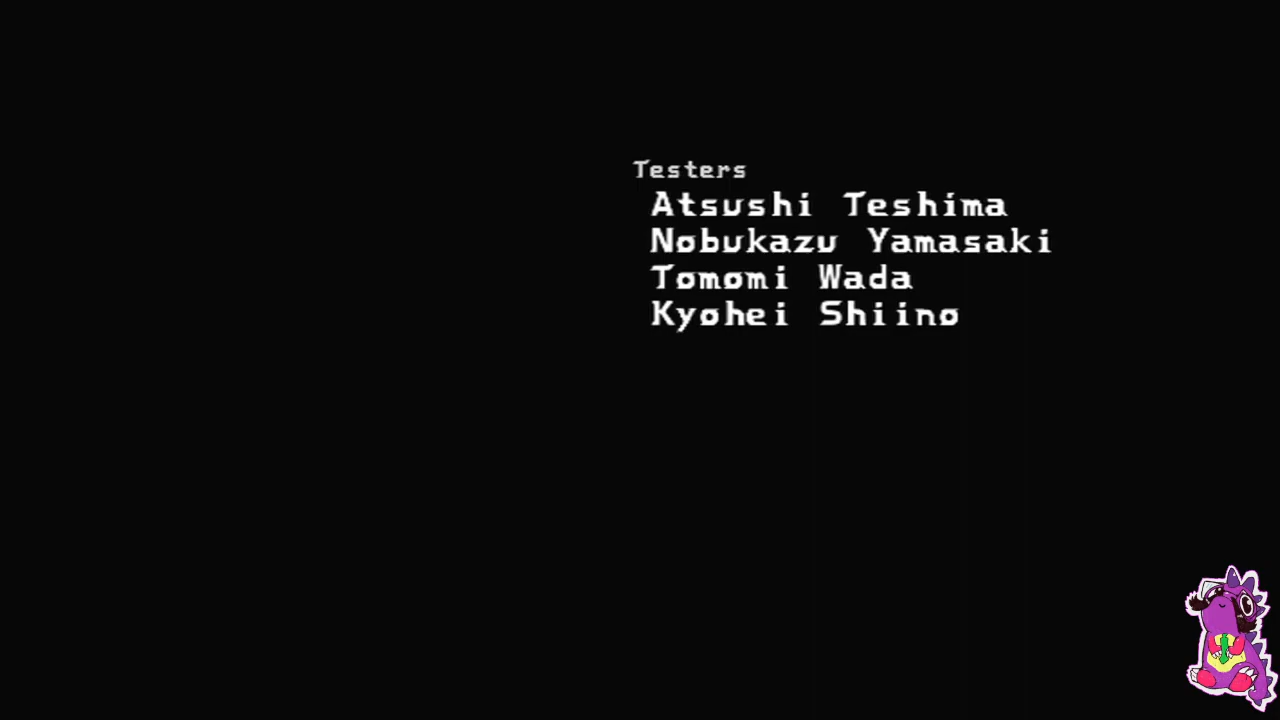 Testers
Atsushi Teshima
Nobukazu Yamasaki
Tomomi Wada
Kyohei Shiino